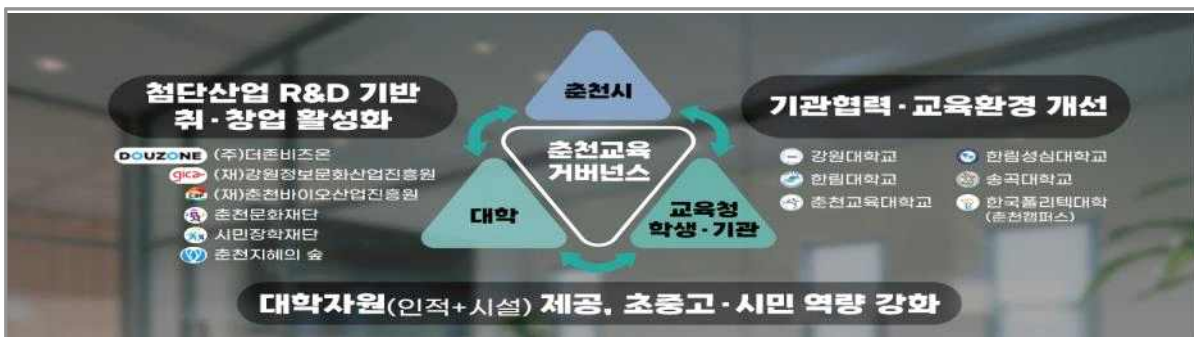 첨단산업 R&D 기반
취·창업 활성화
DOUZONE (주)더존비즈온
gica (재)강원정보문화산업진흥원
(재)춘천바이오산업진흥원
춘천문화재단
시민장학재단
춘천지혜의 숲
춘천시
춘천교육
거버넌스
대학
교육청
학생·기관
기관협력·교육환경 개선
강원대학교
한림대학교
춘천교육대학교
한림성심대학교
송곡대학교
한국폴리텍대학
(춘천캠퍼스)
대학자원(인적+시설) 제공, 초중고·시민 역량 강화